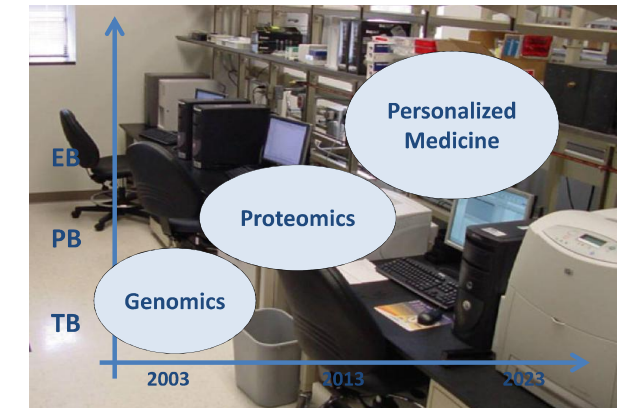 Personalized
Medicine
EB
Proteomics
PB
Genomics
TB
2003
2013
2023